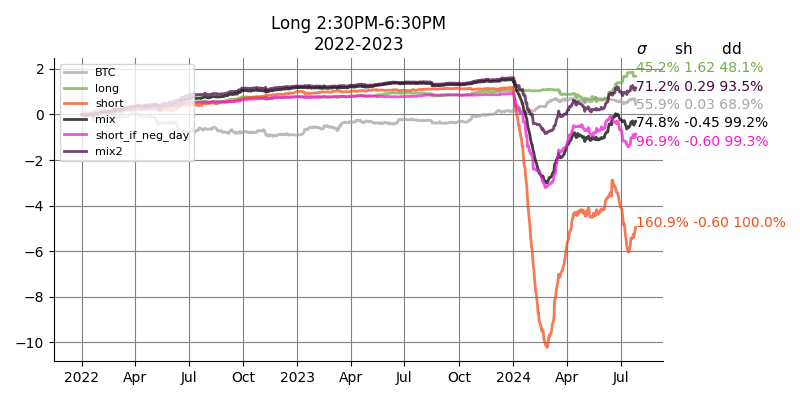 Long 2:30PM-6:30PM
2022-2023
σ sh dd
BTC
long
short
mix
short_if_neg_day
mix2
45.2% 1.62 48.1%
71.2% 0.29 93.5%
55.9% 0.03 68.9%
74.8% -0.45 99.2%
96.9% -0.60 99.3%
160.9% -0.60 100.0%
2
0
−2
−4
−6
−8
−10
2022 Apr Jul Oct 2023 Apr Jul Oct 2024 Apr Jul